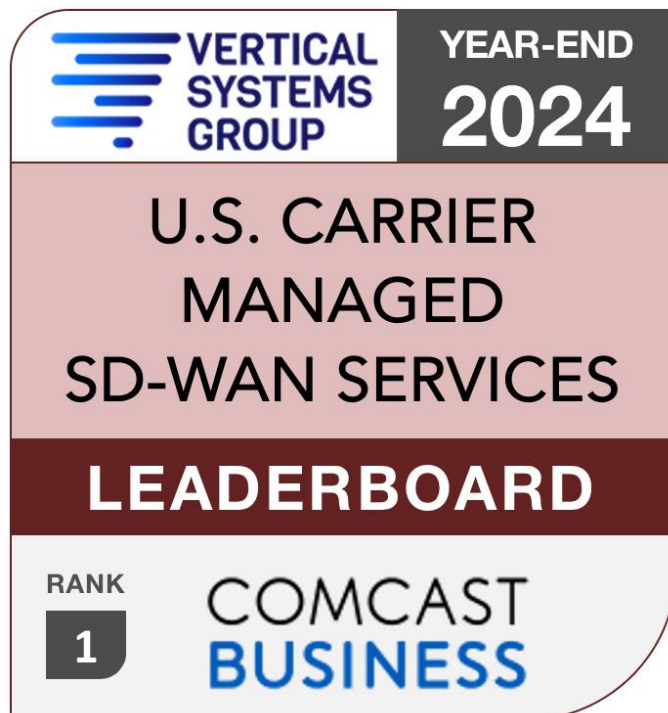 VERTICAL
SYSTEMS
GROUP
YEAR-END
2024
U.S. CARRIER
MANAGED
SD-WAN SERVICES
LEADERBOARD
RANK
1
COMCAST
BUSINESS